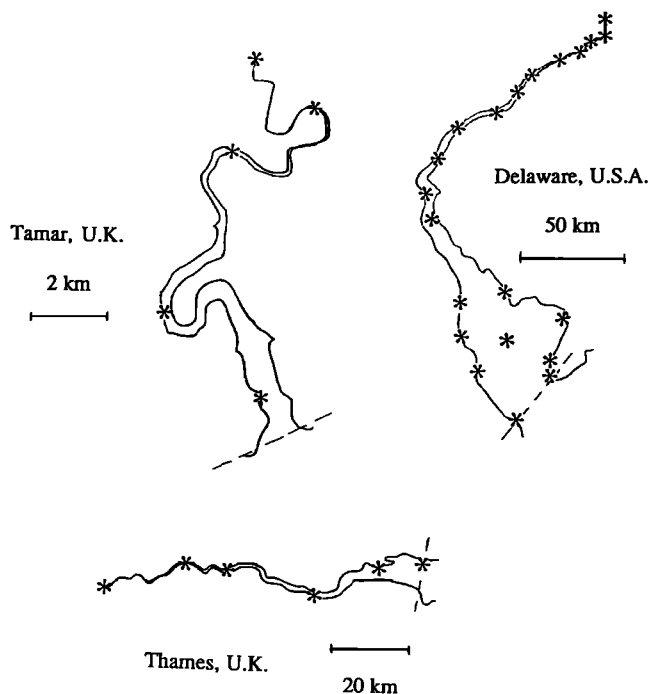 Tamar, U.K.
2 km
Delaware, U.S.A.
50 km
Thames, U.K.
20 km